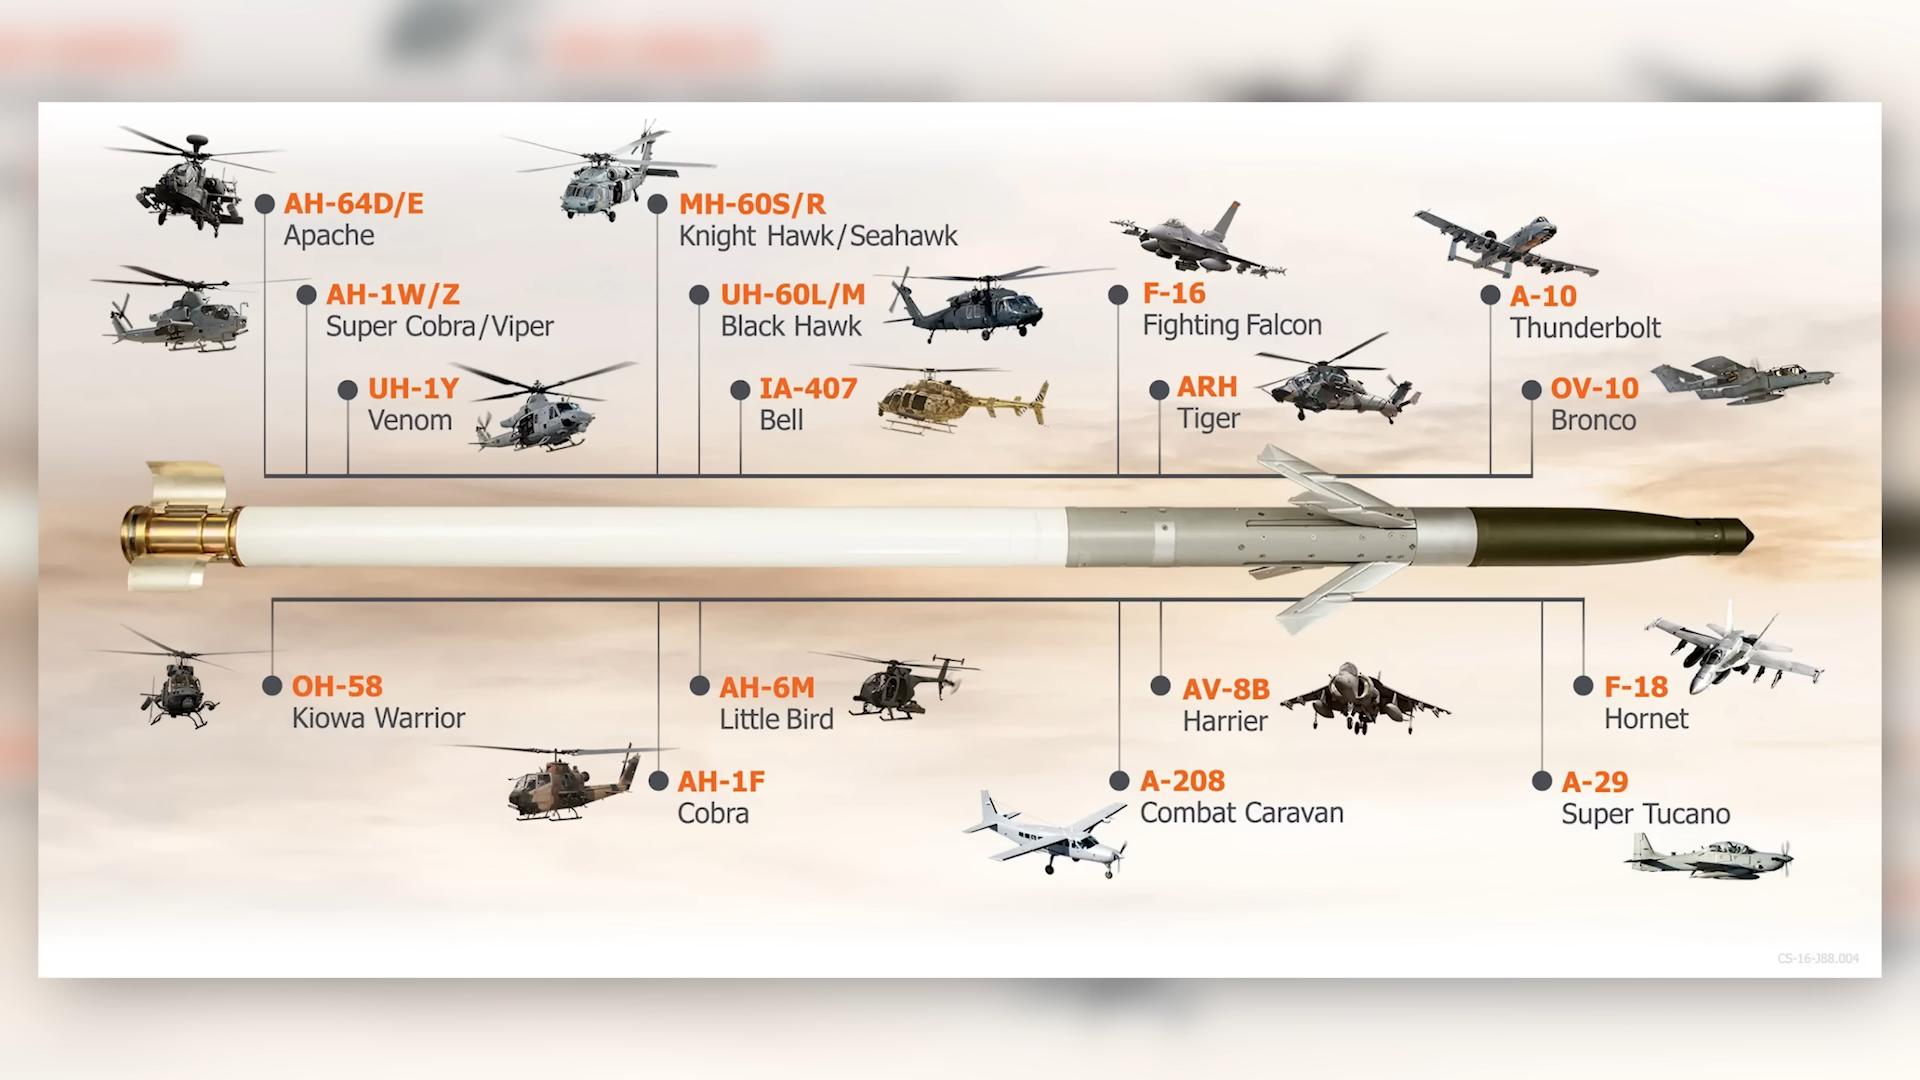 AH-64D/E
Apache
MH-60S/R
Knight Hawk/Seahawk
AH-1W/Z
Super Cobra/Viper
UH-60L/M
Black Hawk
F-16
Fighting Falcon
A-10
Thunderbolt
UH-1Y
Venom
IA-407
Bell
ARH
Tiger
OV-10
Bronco
OH-58
Kiowa Warrior
AH-6M
Little Bird
AV-8B
Harrier
F-18
Hornet
AH-1F
Cobra
A-208
Combat Caravan
A-29
Super Tucano
CS-16-J88.004